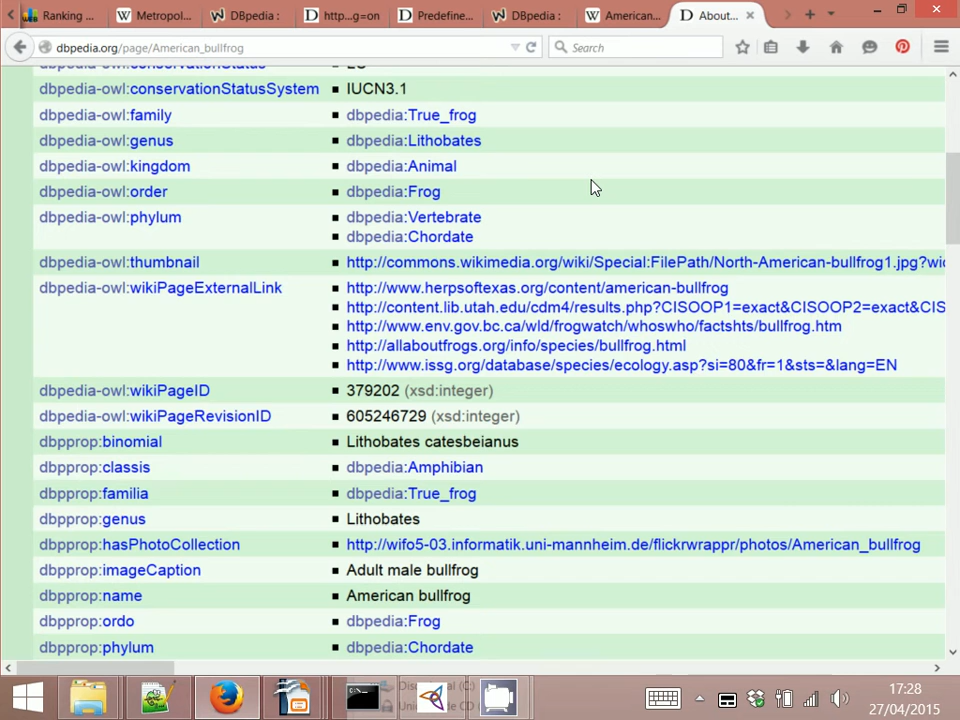 Ranking ...
Metropol...
DBpedia :
http...g=on
Predefine...
DBpedia :
American...
About...
dbpedia.org/page/American_bullfrog
Search
dbpedia-owl:conservationStatus
dbpedia-owl:conservationStatusSystem IUCN3.1
dbpedia-owl:family dbpedia:True_frog
dbpedia-owl:genus dbpedia:Lithobates
dbpedia-owl:kingdom dbpedia:Animal
dbpedia-owl:order dbpedia:Frog
dbpedia-owl:phylum dbpedia:Vertebrate
dbpedia:Chordate
dbpedia-owl:thumbnail http://commons.wikimedia.org/wiki/Special:FilePath/North-American-bullfrog1.jpg?wi
dbpedia-owl:wikiPageExternalLink http://www.herpsoftexas.org/content/american-bullfrog
http://content.lib.utah.edu/cdm4/results.php?CISOOP1=exact&CISOOP2=exact&CIS
http://www.env.gov.bc.ca/wld/frogwatch/whoswho/factshts/bullfrog.htm
http://allaboutfrogs.org/info/species/bullfrog.html
http://www.issg.org/database/species/ecology.asp?si=80&fr=1&sts=&lang=EN
dbpedia-owl:wikiPageID 379202 (xsd:integer)
dbpedia-owl:wikiPageRevisionID 605246729 (xsd:integer)
dbpprop:binomial Lithobates catesbeianus
dbpprop:classis dbpedia:Amphibian
dbpprop:familia dbpedia:True_frog
dbpprop:genus Lithobates
dbpprop:hasPhotoCollection http://wifo5-03.informatik.uni-mannheim.de/flickrwrappr/photos/American_bullfrog
dbpprop:imageCaption Adult male bullfrog
dbpprop:name American bullfrog
dbpprop:ordo dbpedia:Frog
dbpprop:phylum dbpedia:Chordate
17:28
27/04/2015